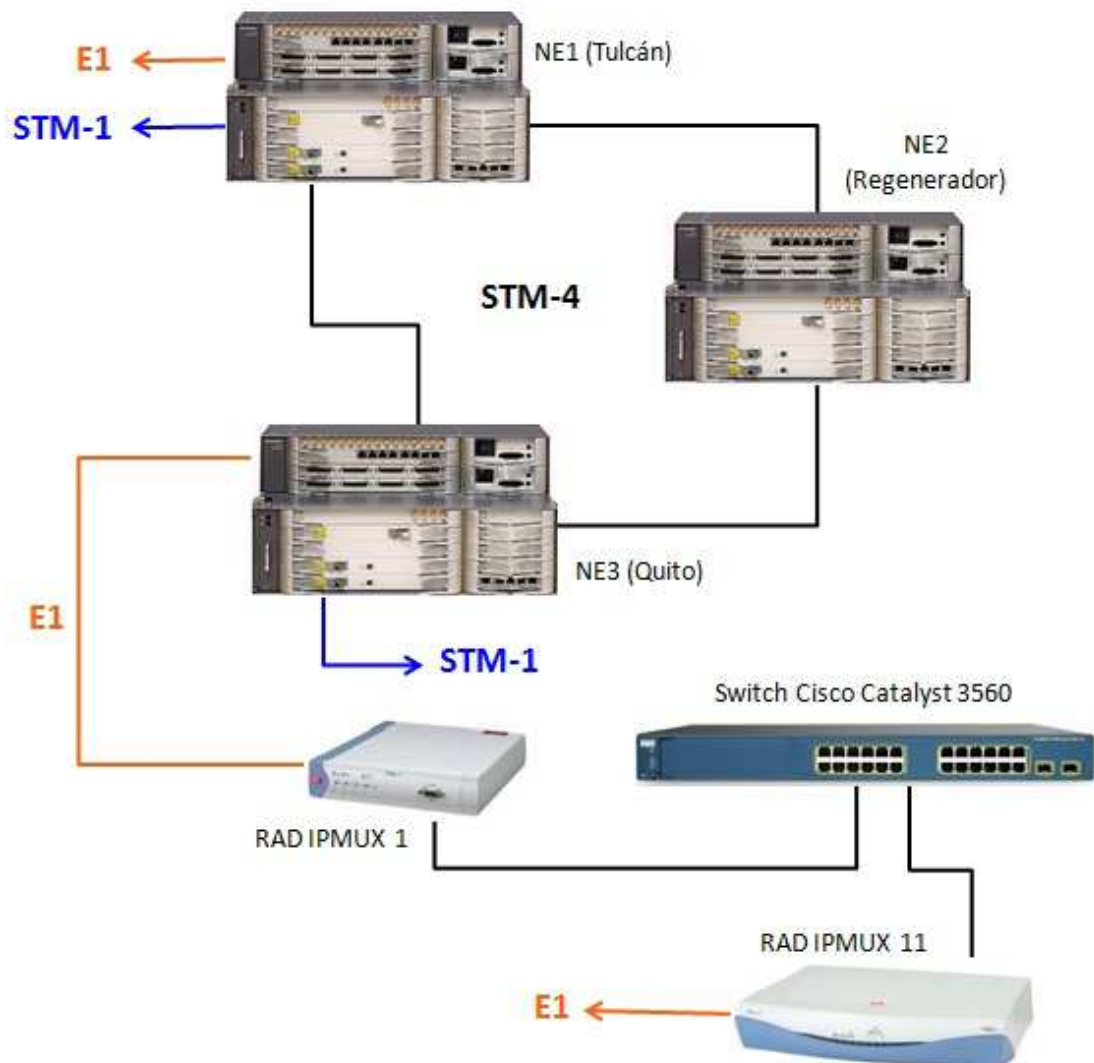 NE1 (Tulcán)
E1
STM-1
NE2
(Regenerador)
STM-4
NE3 (Quito)
E1
STM-1
Switch Cisco Catalyst 3560
RAD IPMUX 1
RAD IPMUX 11
E1